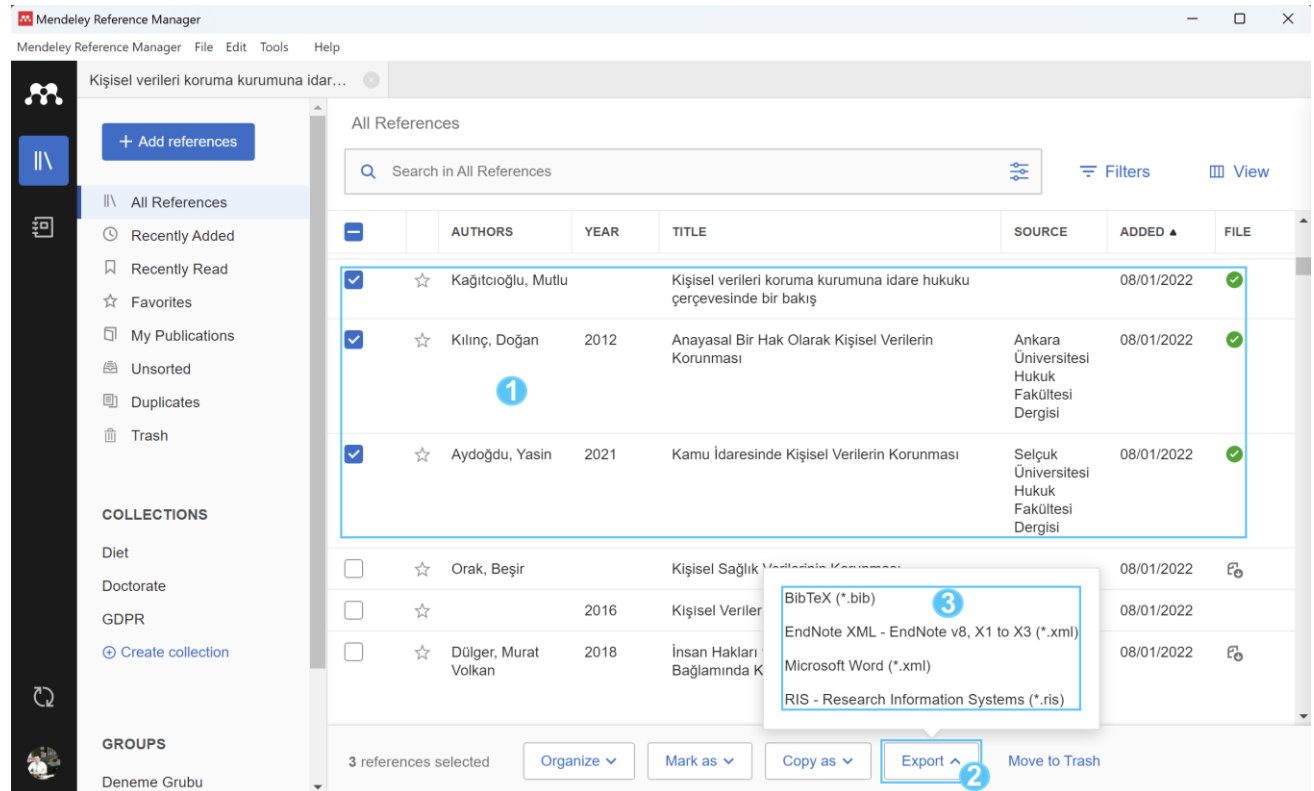 Mendeley Reference Manager
Mendeley Reference Manager File Edit Tools Help
Kişisel verileri koruma kurumuna idar...
+ Add references
All References
Recently Added
Recently Read
Favorites
My Publications
Unsorted
Duplicates
Trash
COLLECTIONS
Diet
Doctorate
GDPR
Create collection
GROUPS
Deneme Grubu
All References
Search in All References
Filters
View
AUTHORS YEAR TITLE SOURCE ADDED ▲ FILE
Kağıtcıoğlu, Mutlu Kişisel verileri koruma kurumuna idare hukuku 08/01/2022
çerçevesinde bir bakış
Kılınç, Doğan 2012 Anayasal Bir Hak Olarak Kişisel Verilerin Ankara 08/01/2022
Korunması Üniversitesi
Hukuk
Fakültesi
Dergisi
1
Aydoğdu, Yasin 2021 Kamu İdaresinde Kişisel Verilerin Korunması Selçuk 08/01/2022
Üniversitesi
Hukuk
Fakültesi
Dergisi
Orak, Beşir Kişisel Sağlık Verilerinin Korunması 08/01/2022
2016 Kışisel Veriler 08/01/2022
Dülger, Murat 2018 İnsan Hakları 08/01/2022
Volkan Bağlamında K
BibTeX (*.bib)
3
EndNote XML - EndNote v8, X1 to X3 (*.xml)
Microsoft Word (*.xml)
RIS - Research Information Systems (*.ris)
3 references selected Organize Mark as Copy as Export Move to Trash
2